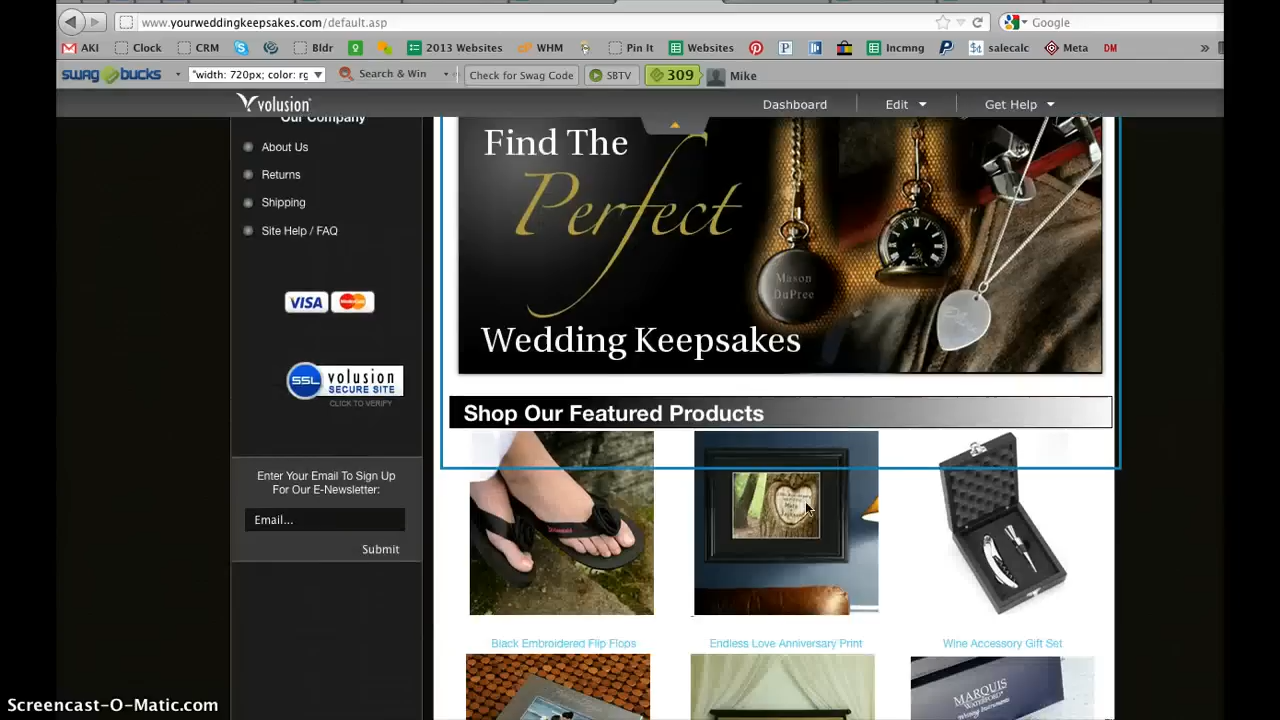 www.yourweddingkeepsakes.com/default.asp
Google
AKI
Clock
CRM
Bldr
2013 Websites
WHM
Pin It
Websites
Incmng
salecalc
Meta
DM
swagbucks
"width: 720px; color: rg
Search & Win
Check for Swag Code
SBTV
309
Mike
volusion
Dashboard
Edit
Get Help
Our Company
About Us
Returns
Shipping
Site Help / FAQ
VISA
MasterCard
SSL
volusion
SECURE SITE
CLICK TO VERIFY
Enter Your Email To Sign Up
For Our E-Newsletter:
Email...
Submit
Find The
Perfect
Wedding Keepsakes
Mason
DuPree
Shop Our Featured Products
Black Embroidered Flip Flops
Endless Love Anniversary Print
Wine Accessory Gift Set
MARQUIS
WATERFORD
Writing Instruments
Screencast-O-Matic.com